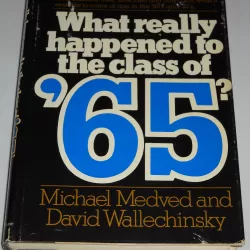 What really
happened to
the class of
'65?
Michael Medved and
David Wallechinsky